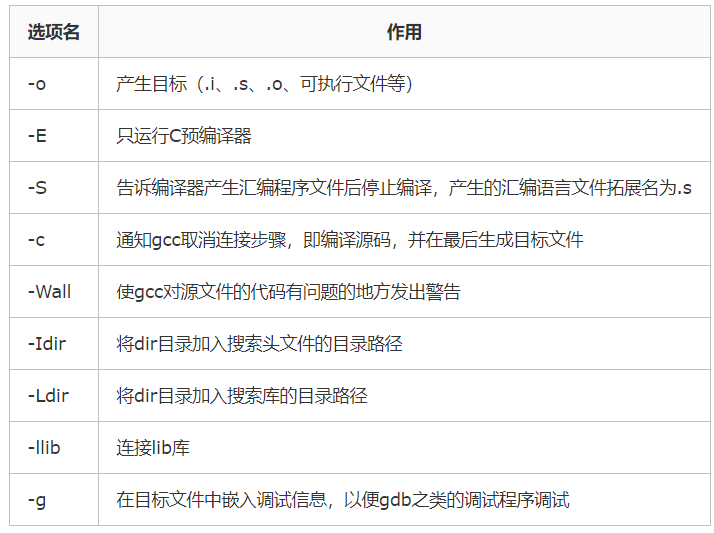 选项名 作用
-o 产生目标（.i、.s、.o、可执行文件等）
-E 只运行C预编译器
-S 告诉编译器产生汇编程序文件后停止编译，产生的汇编语言文件拓展名为.s
-c 通知gcc取消连接步骤，即编译源码，并在最后生成目标文件
-Wall 使gcc对源文件的代码有问题的地方发出警告
-Idir 将dir目录加入搜索头文件的目录路径
-Ldir 将dir目录加入搜索库的目录路径
-llib 连接lib库
-g 在目标文件中嵌入调试信息，以便gdb之类的调试程序调试